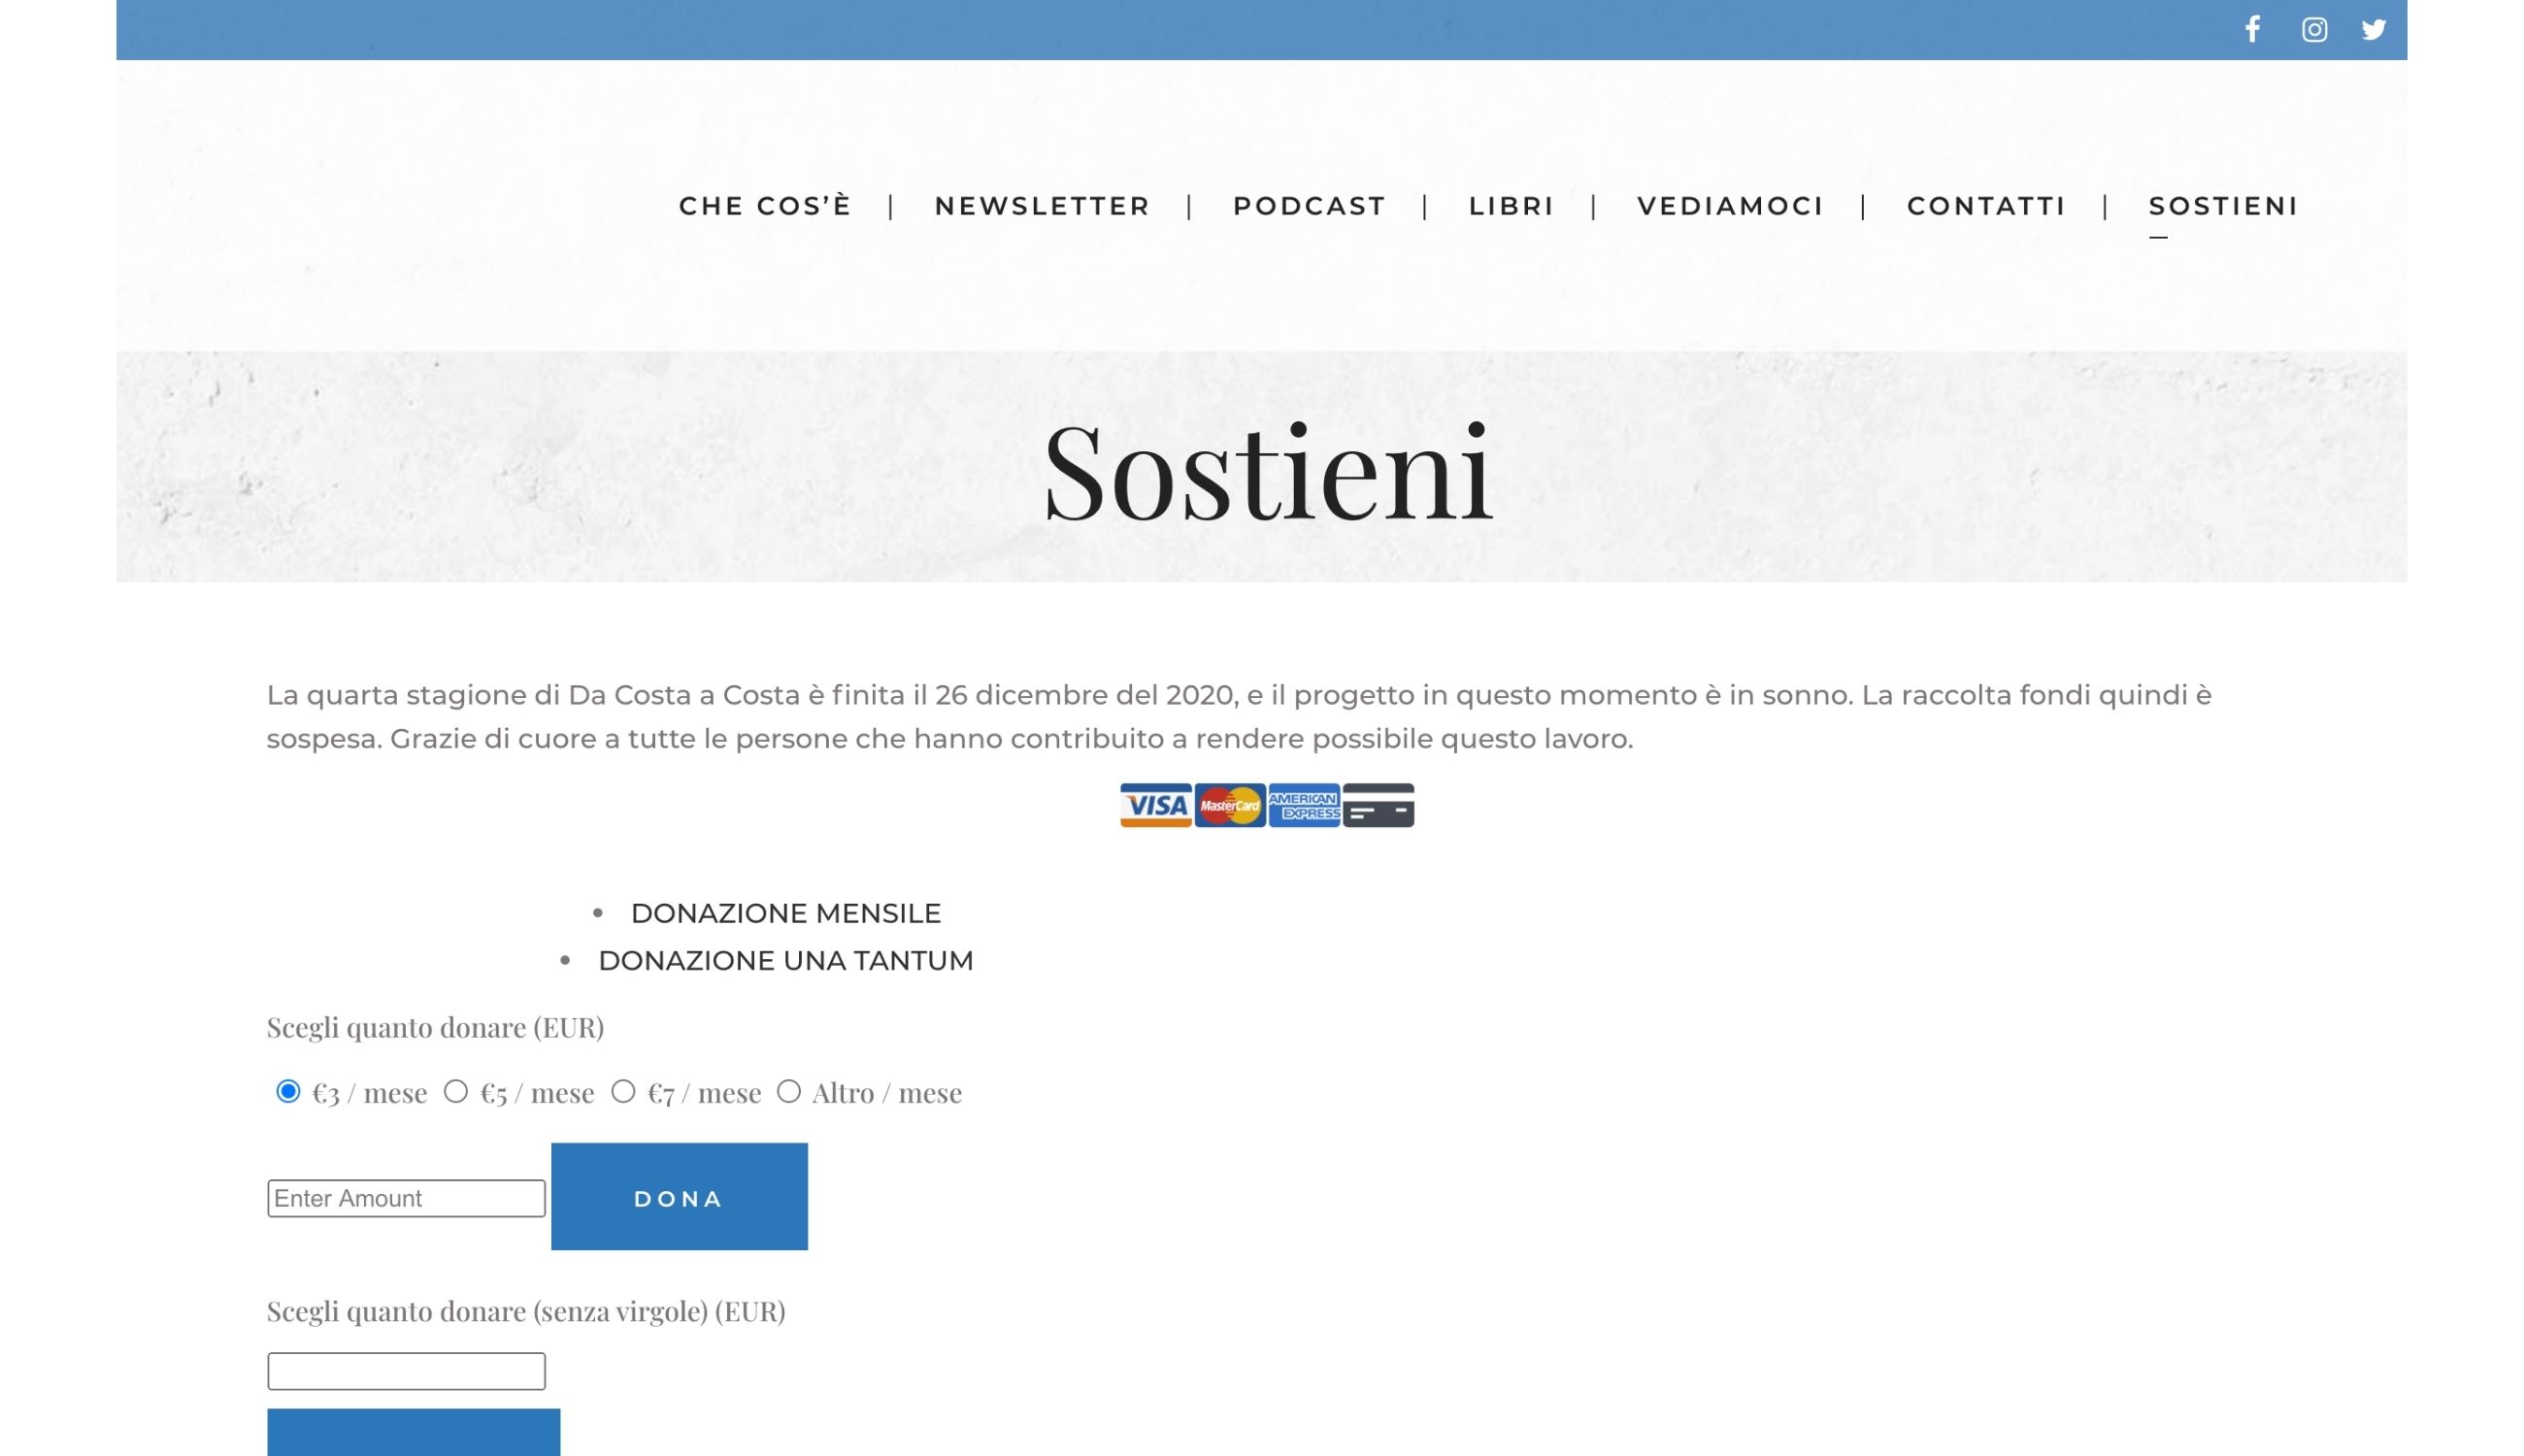 CHE COS’È | NEWSLETTER | PODCAST | LIBRI | VEDIAMOCI | CONTATTI | SOSTIENI
Sostieni
La quarta stagione di Da Costa a Costa è finita il 26 dicembre del 2020, e il progetto in questo momento è in sonno. La raccolta fondi quindi è
sospesa. Grazie di cuore a tutte le persone che hanno contribuito a rendere possibile questo lavoro.
VISA MasterCard AMERICAN EXPRESS
• DONAZIONE MENSILE
• DONAZIONE UNA TANTUM
Scegli quanto donare (EUR)
€3 / mese €5 / mese €7 / mese Altro / mese
Enter Amount DONA
Scegli quanto donare (senza virgole) (EUR)